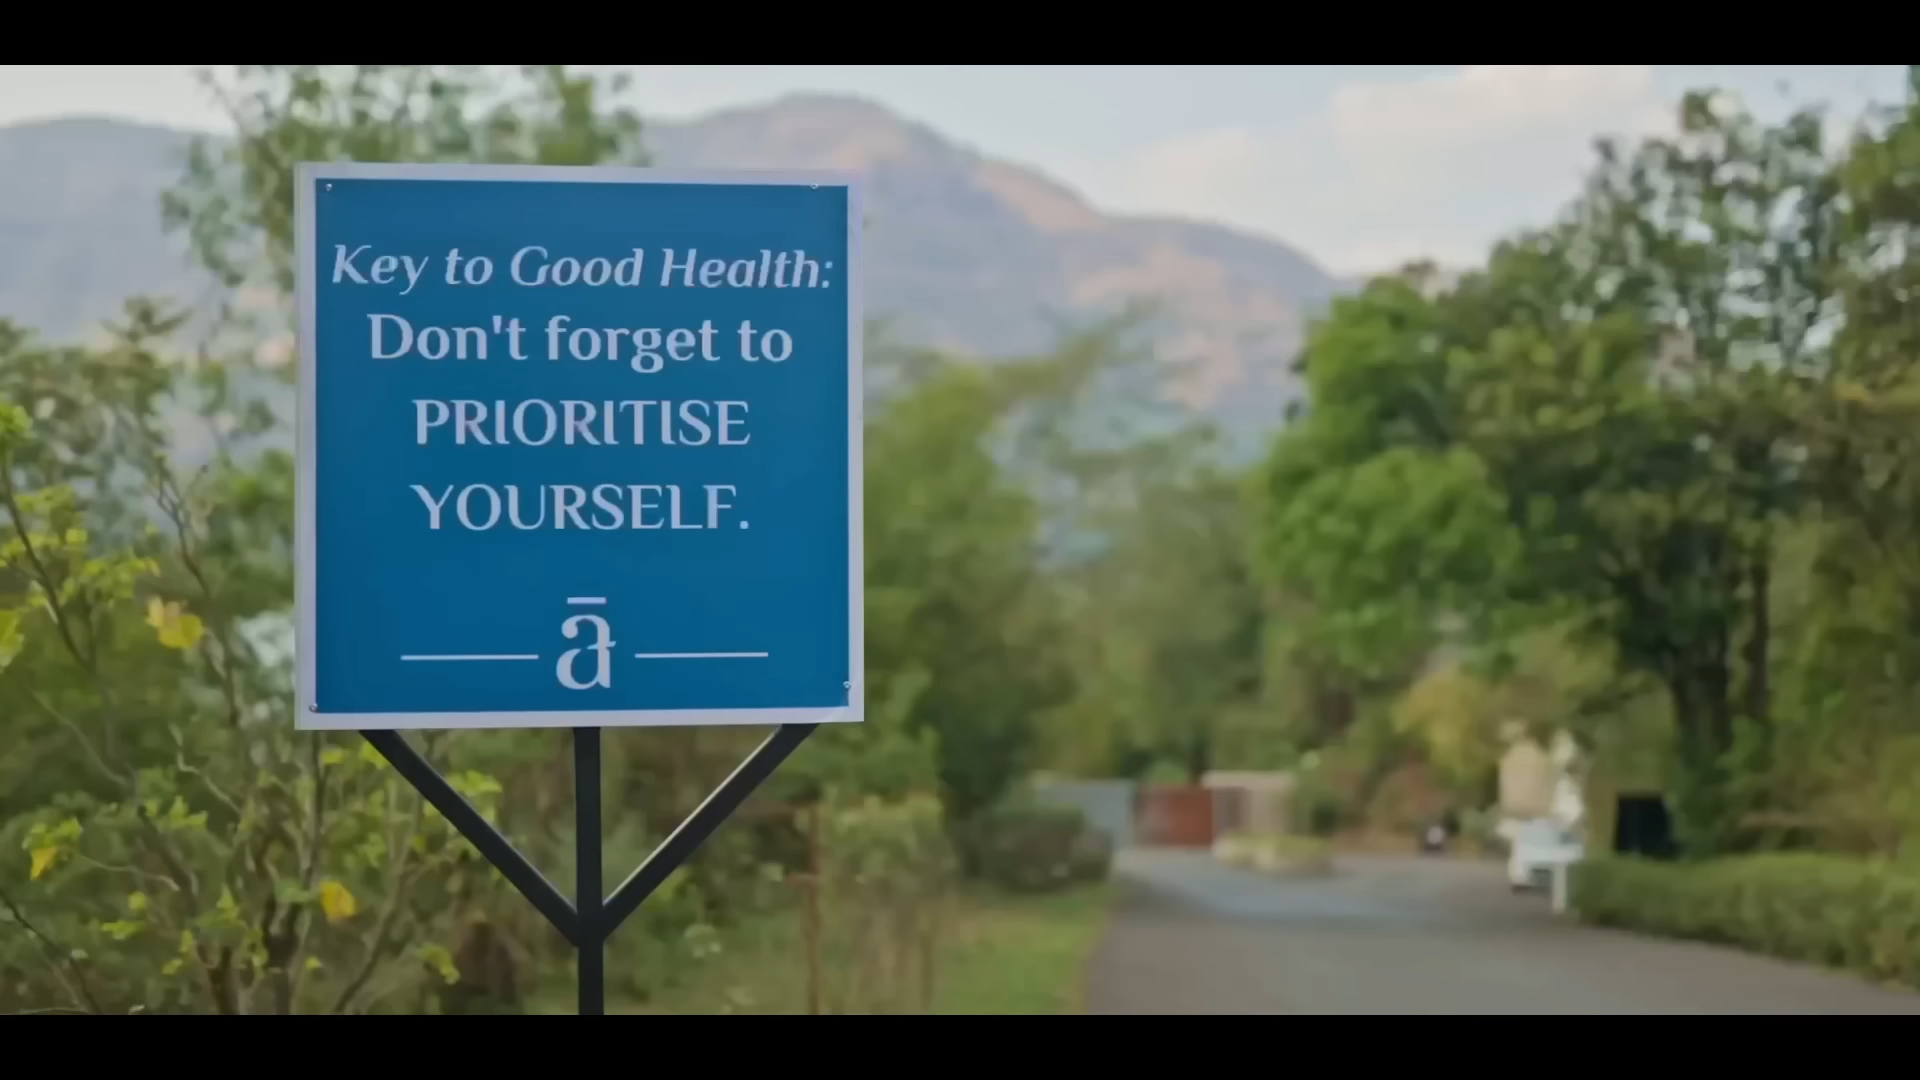 Key to Good Health:
Don't forget to
PRIORITISE
YOURSELF.
ā